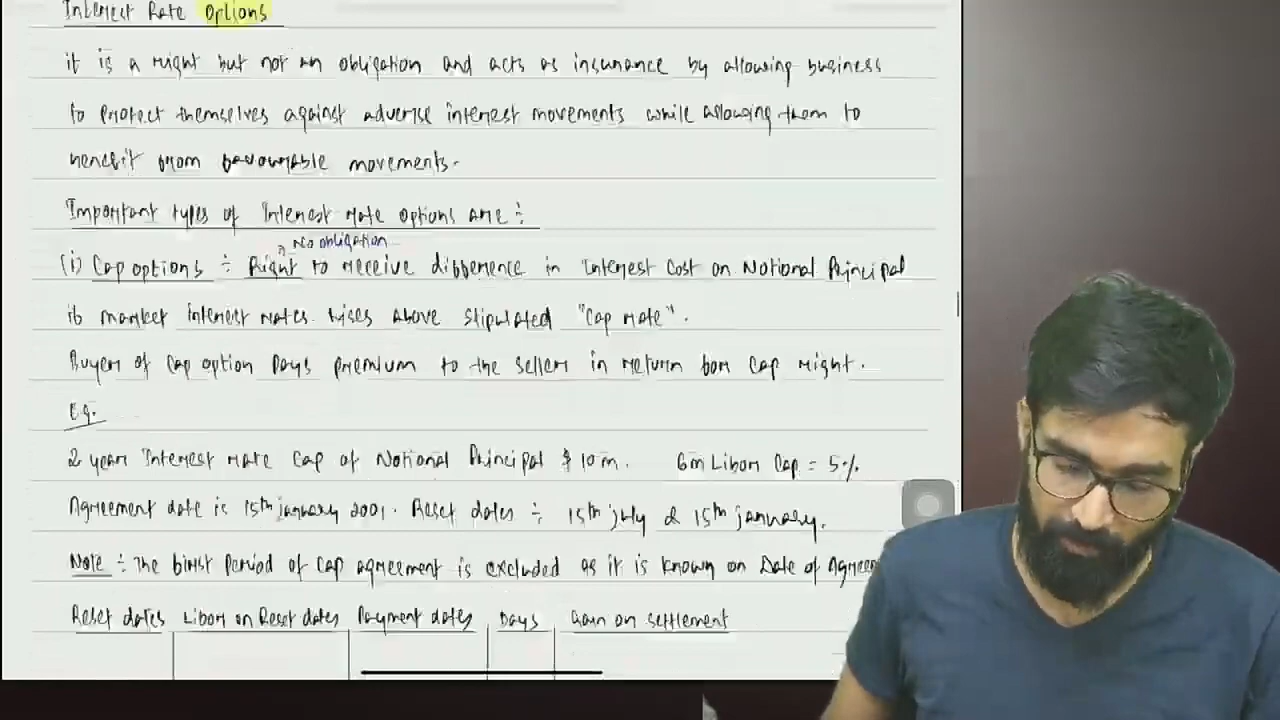 Interest Rate Options
it is a right but not an obligation and acts as insurance by allowing business
to protect themselves against adverse interest movements while allowing them to
benefit from favourable movements.
Important types of Interest rate options are :
No obligation
(i) Cap options : Right to receive difference in Interest Cost on Notional Principal
if market interest rates rises above stipulated "Cap rate".
Buyer of cap option pays premium to the seller in return for cap right.
Eg.
2 year Interest rate Cap of Notional Principal $ 10m. 6m Libor Cap = 5%
Agreement date is 15th january 2001. Reset dates : 15th july & 15th january.
Note : The first period of cap agreement is excluded as it is known on Date of Agreem
Reset dates Libor on Reset dates Payment dates Days Gain on settlement